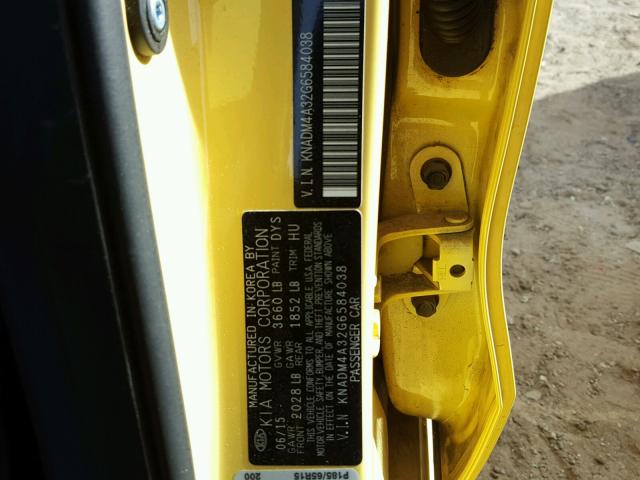 V.I.N KNADM4A32G6584038
MANUFACTURED IN KOREA BY
KIA KIA MOTORS CORPORATION
06/15 GVWR 3660 LB PAINT DYS
GAWR GAWR
FRONT 2028 LB REAR 1852 LB TRIM HU
THIS VEHICLE CONFORMS TO ALL APPLICABLE U.S.A. FEDERAL
MOTOR VEHICLE SAFETY, BUMPER, AND THEFT PREVENTION STANDARDS
IN EFFECT ON THE DATE OF MANUFACTURE SHOWN ABOVE
V.I.N KNADM4A32G6584038
PASSENGER CAR
P185/65R15
200